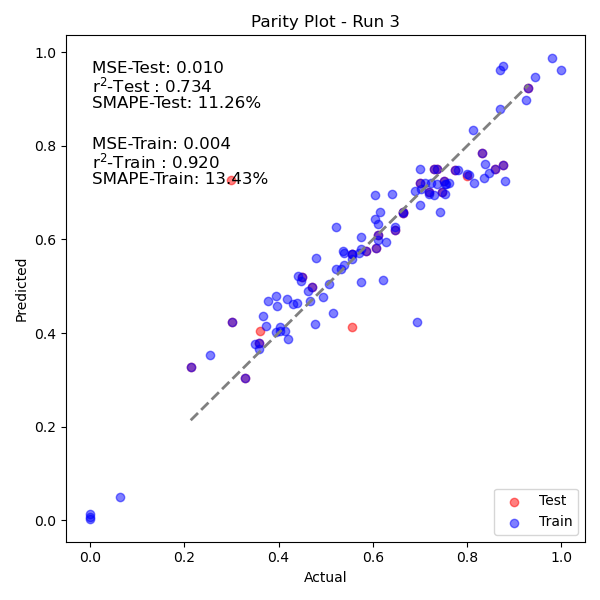 Parity Plot - Run 3
MSE-Test: 0.010
r²-Test : 0.734
SMAPE-Test: 11.26%
MSE-Train: 0.004
r²-Train : 0.920
SMAPE-Train: 13.43%
1.0
0.8
0.6
0.4
0.2
0.0
Predicted
Test
Train
0.0 0.2 0.4 0.6 0.8 1.0
Actual